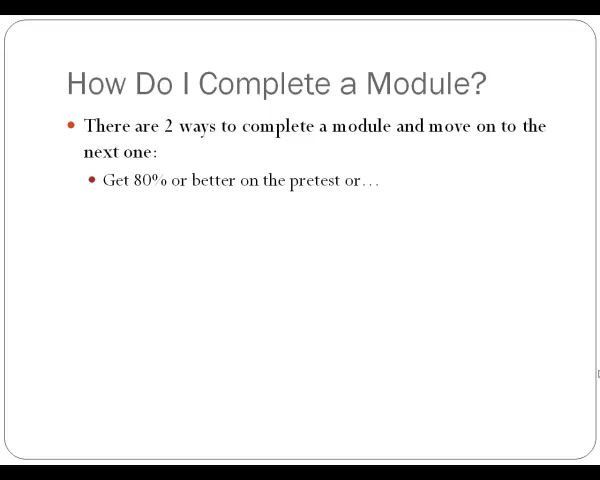 How Do I Complete a Module?
• There are 2 ways to complete a module and move on to the
next one:
• Get 80% or better on the pretest or…